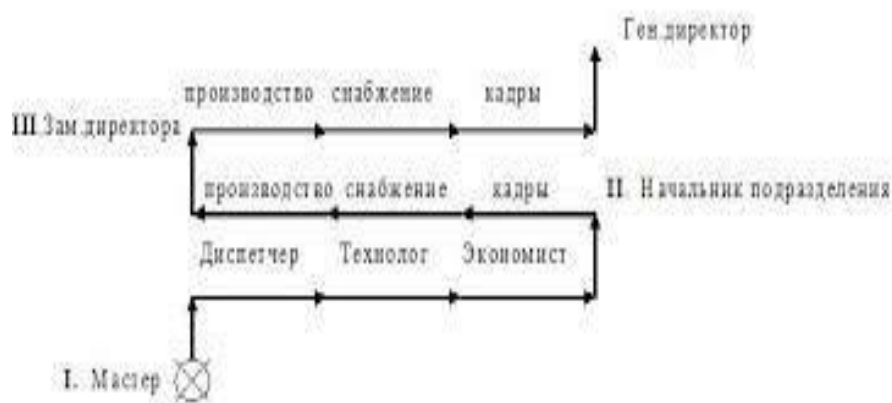 Ген.директор
производство снабжение кадры
III.Зам.директора
производство снабжение кадры
II. Начальник подразделения
Диспетчер Технолог Экономист
I. Мастер